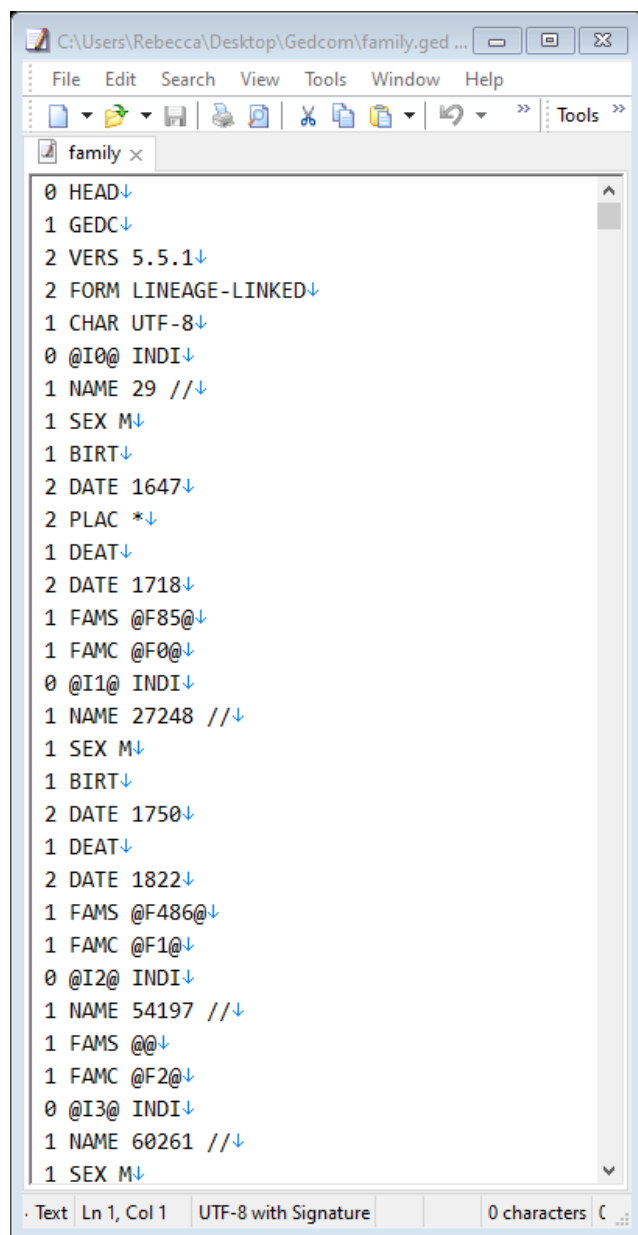 C:\Users\Rebecca\Desktop\Gedcom\family.ged ...
File Edit Search View Tools Window Help
Tools
family
0 HEAD↓
1 GEDC↓
2 VERS 5.5.1↓
2 FORM LINEAGE-LINKED↓
1 CHAR UTF-8↓
0 @I0@ INDI↓
1 NAME 29 //↓
1 SEX M↓
1 BIRT↓
2 DATE 1647↓
2 PLAC *↓
1 DEAT↓
2 DATE 1718↓
1 FAMS @F85@↓
1 FAMC @F0@↓
0 @I1@ INDI↓
1 NAME 27248 //↓
1 SEX M↓
1 BIRT↓
2 DATE 1750↓
1 DEAT↓
2 DATE 1822↓
1 FAMS @F486@↓
1 FAMC @F1@↓
0 @I2@ INDI↓
1 NAME 54197 //↓
1 FAMS @@↓
1 FAMC @F2@↓
0 @I3@ INDI↓
1 NAME 60261 //↓
1 SEX M↓
Text Ln 1, Col 1 UTF-8 with Signature 0 characters